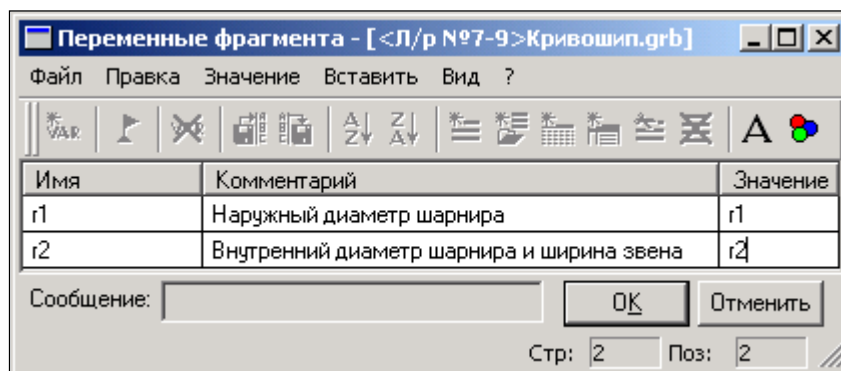 Переменные фрагмента - [<Л/р №7-9>Кривошип.grb]
Файл Правка Значение Вставить Вид ?
VAR A Z Z A A
Имя Комментарий Значение
r1 Наружный диаметр шарнира r1
r2 Внутренний диаметр шарнира и ширина звена r2
Сообщение: OK Отменить
Стр: 2 Поз: 2